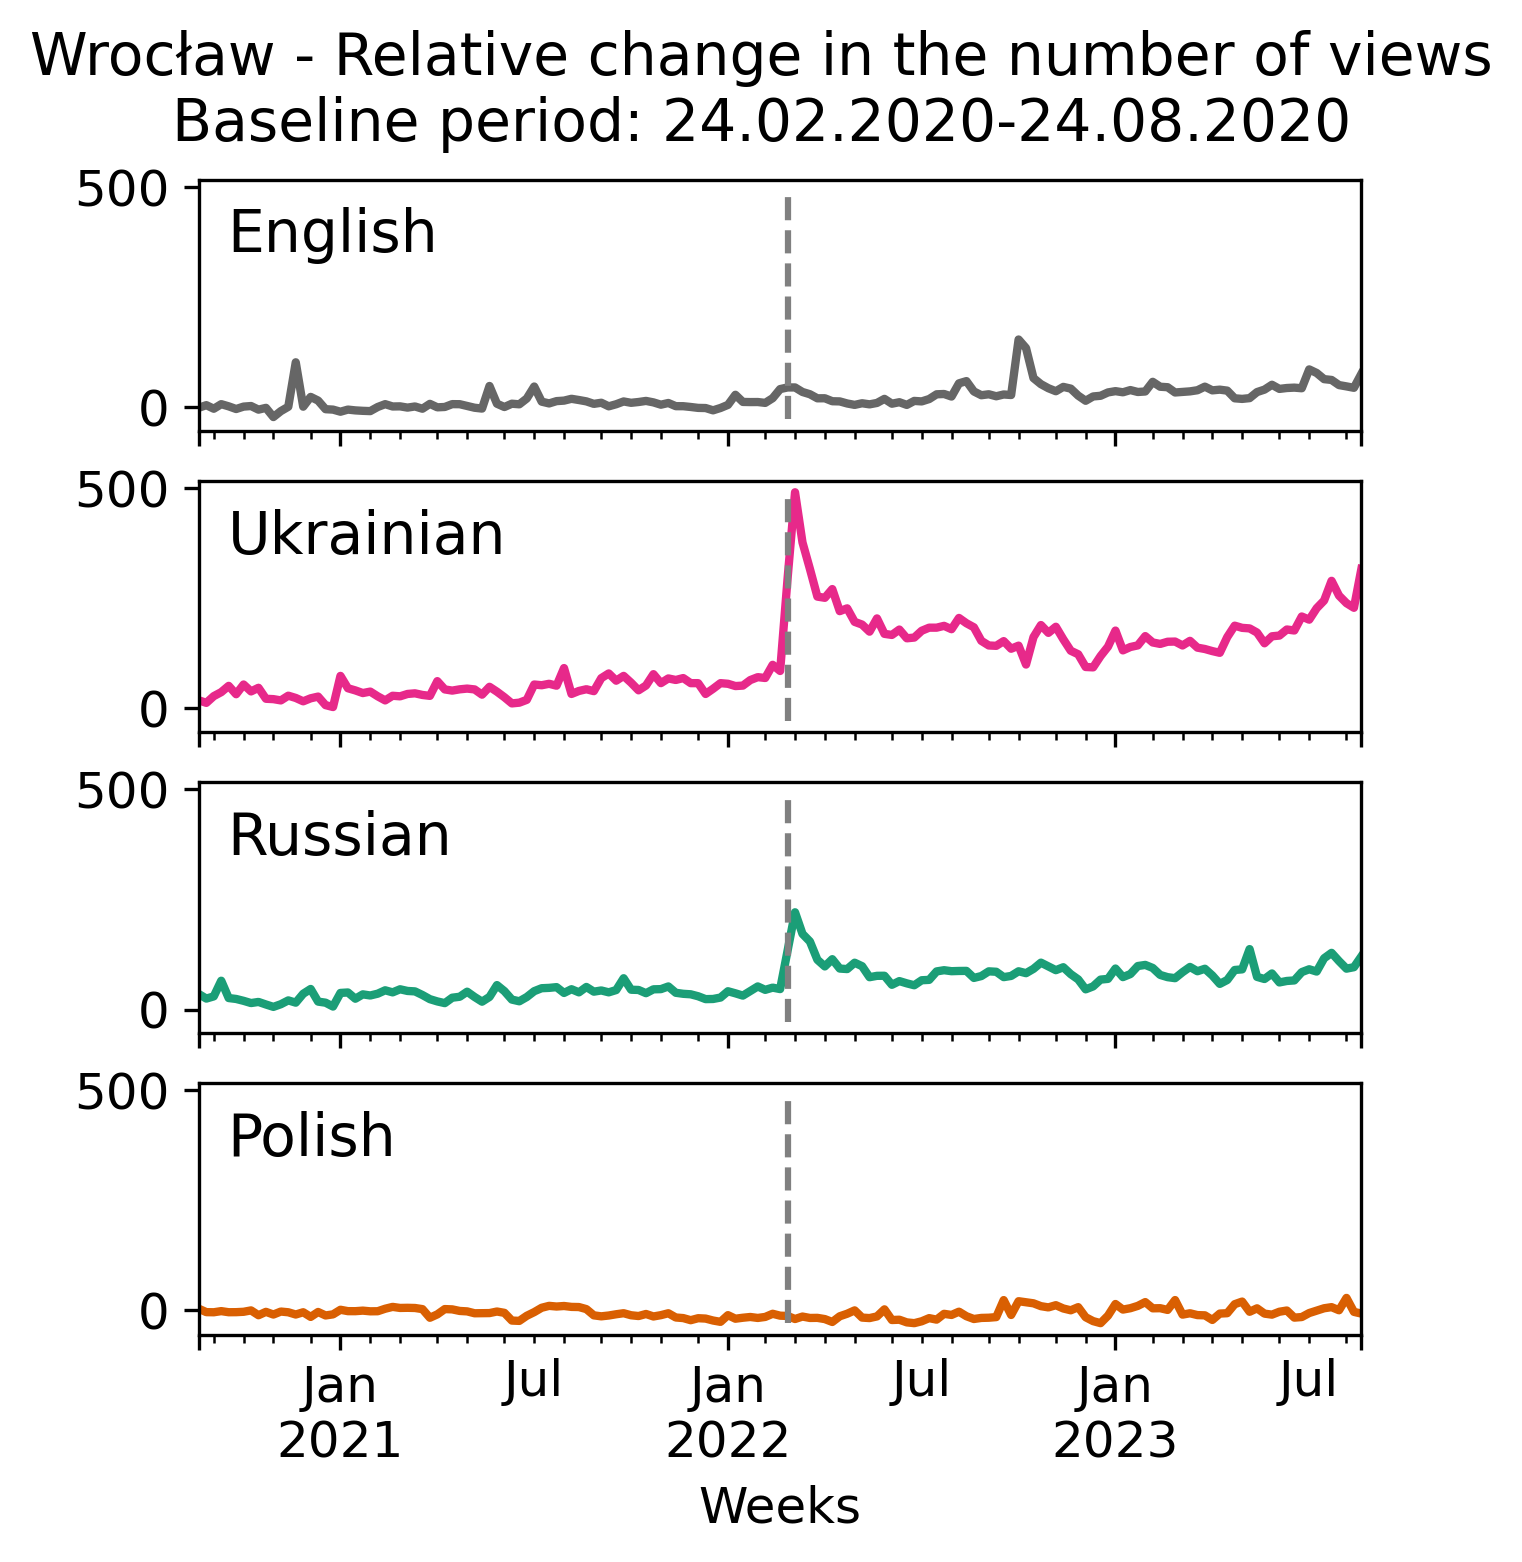 Wrocław - Relative change in the number of views
Baseline period: 24.02.2020-24.08.2020
500
English
0
500
Ukrainian
0
500
Russian
0
500
Polish
0
Jan Jul Jan Jul Jan Jul
2021 2022 2023
Weeks